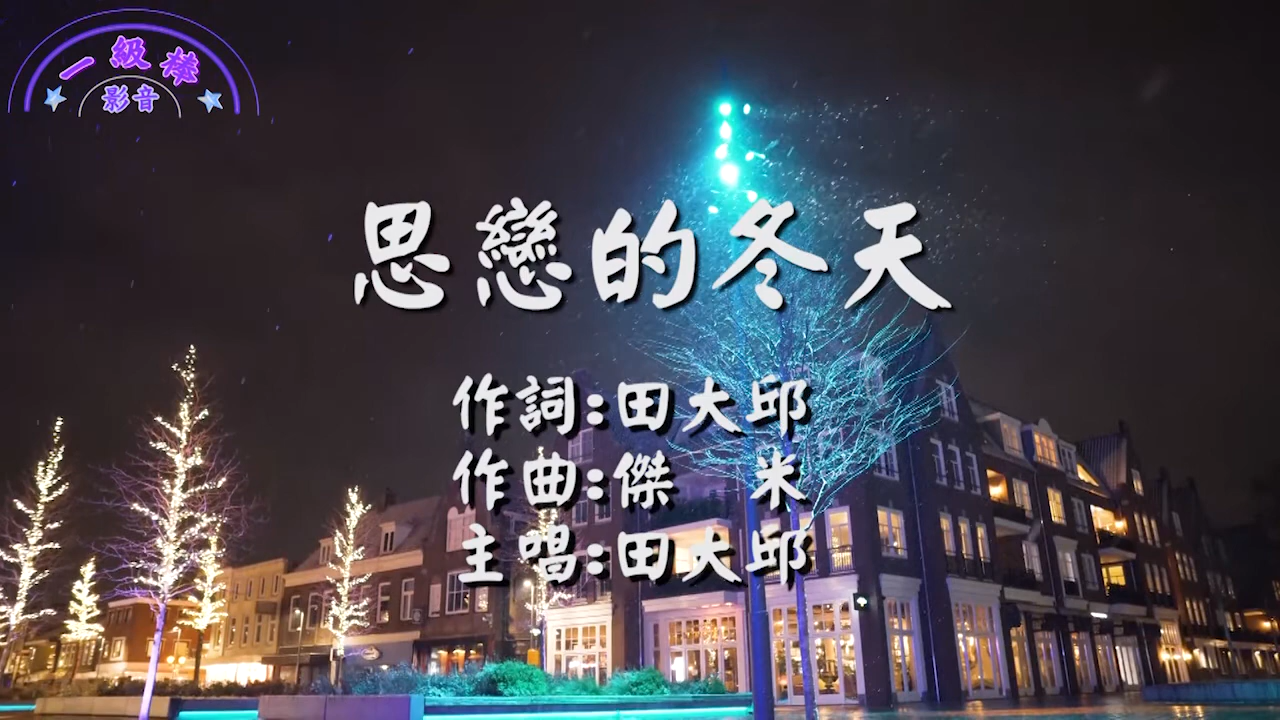 一級棒
影音
思戀的冬天
作詞:田大邱
作曲:傑　米
主唱:田大邱